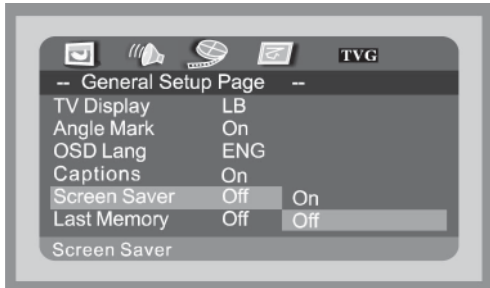 TVG
-- General Setup Page --
TV Display LB
Angle Mark On
OSD Lang ENG
Captions On
Screen Saver Off On
Last Memory Off Off
Screen Saver